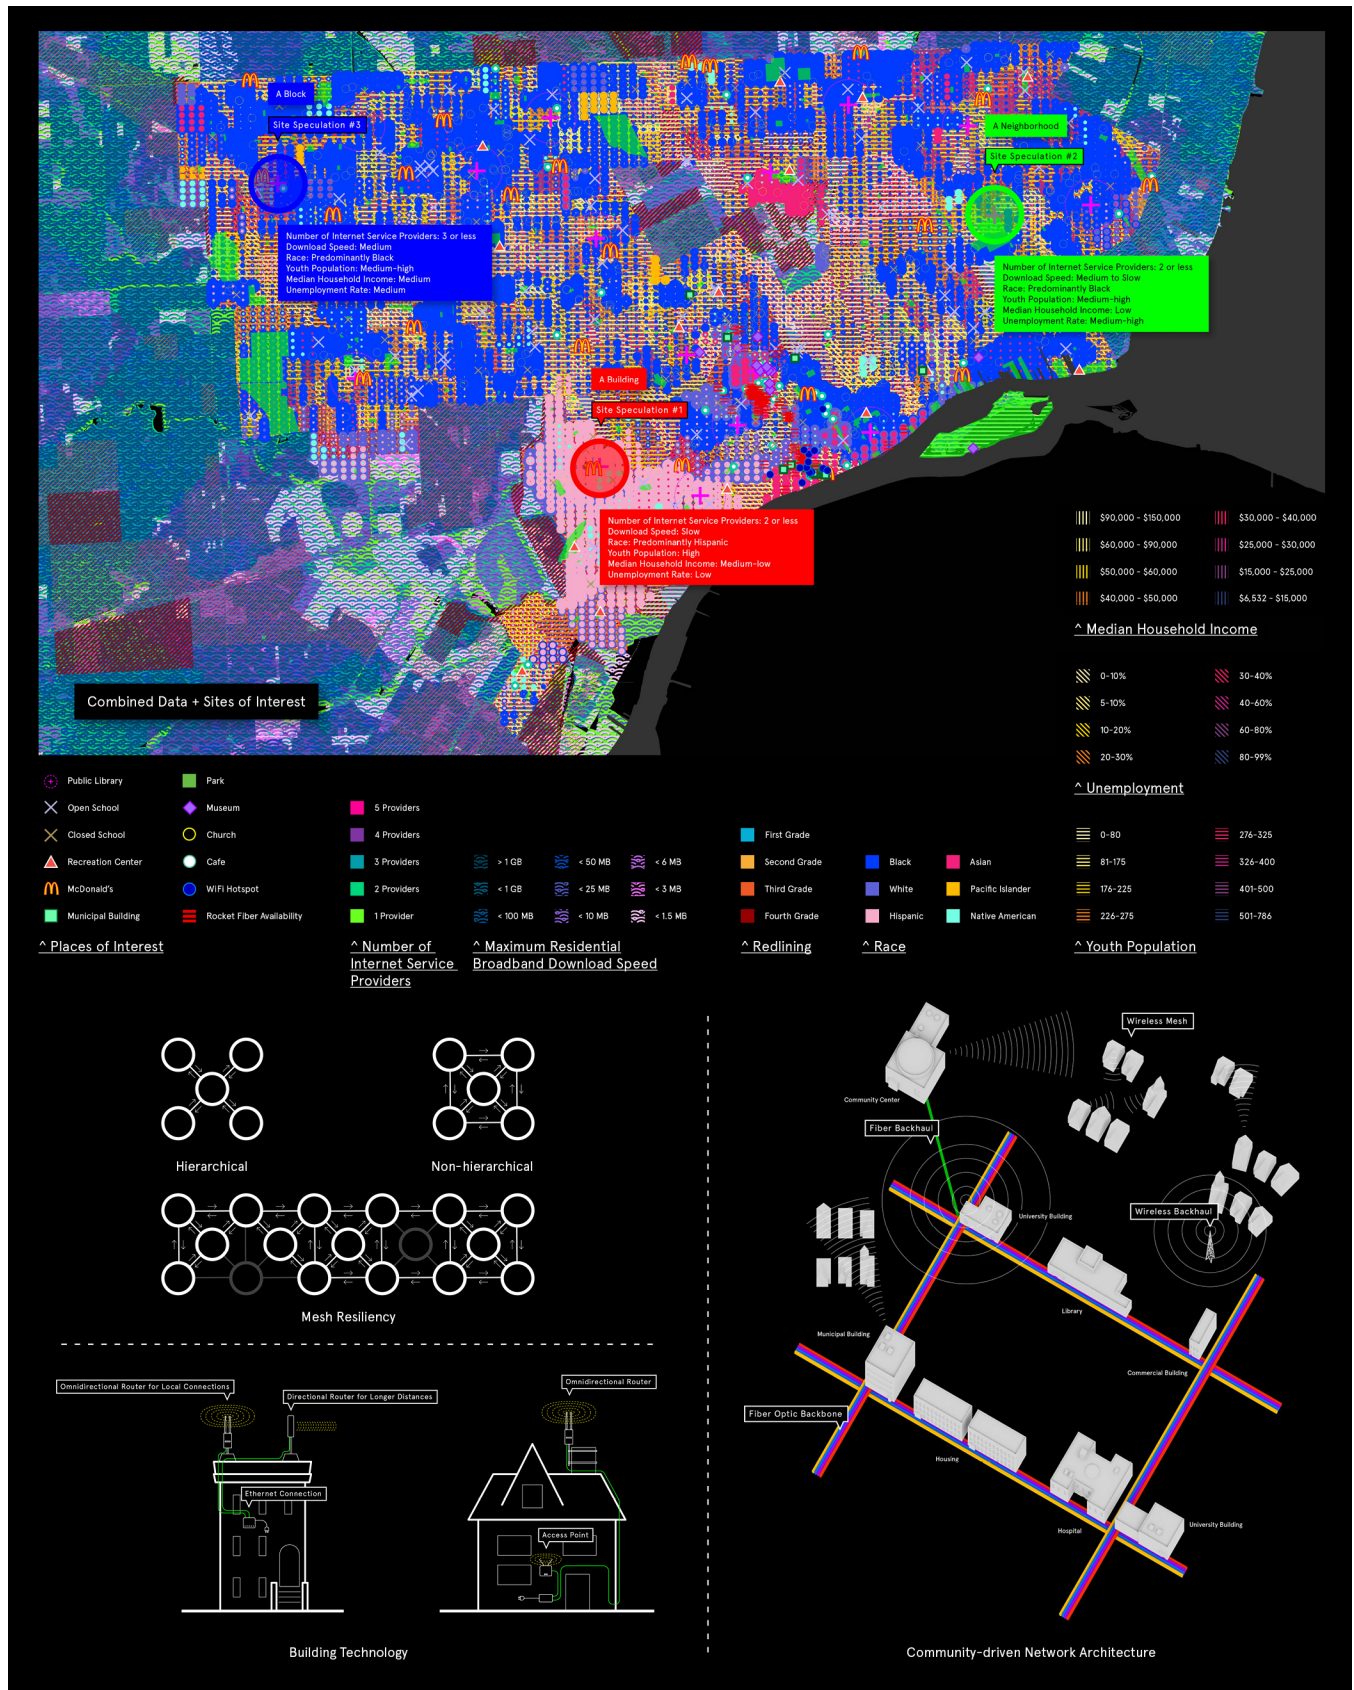 A Block
Site Speculation #3
Number of Internet Service Providers: 3 or less
Download Speed: Medium
Race: Predominantly Black
Youth Population: Medium-high
Median Household Income: Medium
Unemployment Rate: Medium
A Neighborhood
Site Speculation #2
Number of Internet Service Providers: 2 or less
Download Speed: Medium to Slow
Race: Predominantly Black
Youth Population: Medium-high
Median Household Income: Low
Unemployment Rate: Medium-high
A Building
Site Speculation #1
Number of Internet Service Providers: 2 or less
Download Speed: Slow
Race: Predominantly Hispanic
Youth Population: High
Median Household Income: Medium-low
Unemployment Rate: Low
Combined Data + Sites of Interest
$90,000 - $150,000
$60,000 - $90,000
$50,000 - $60,000
$40,000 - $50,000
$30,000 - $40,000
$25,000 - $30,000
$15,000 - $25,000
$6,532 - $15,000
^ Median Household Income
0-10%
5-10%
10-20%
20-30%
30-40%
40-60%
60-80%
80-99%
^ Unemployment
Public Library
Open School
Closed School
Recreation Center
McDonald's
Municipal Building
Park
Museum
Church
Cafe
WiFi Hotspot
Rocket Fiber Availability
^ Places of Interest
5 Providers
4 Providers
3 Providers
2 Providers
1 Provider
^ Number of
Internet Service
Providers
> 1 GB
< 1 GB
< 100 MB
< 50 MB
< 25 MB
< 10 MB
< 6 MB
< 3 MB
< 1.5 MB
^ Maximum Residential
Broadband Download Speed
First Grade
Second Grade
Third Grade
Fourth Grade
^ Redlining
Black
White
Hispanic
Asian
Pacific Islander
Native American
^ Race
0-80
81-175
176-225
226-275
276-325
326-400
401-500
501-786
^ Youth Population
Hierarchical
Non-hierarchical
Mesh Resiliency
Omnidirectional Router for Local Connections
Directional Router for Longer Distances
Ethernet Connection
Omnidirectional Router
Access Point
Building Technology
Wireless Mesh
Community Center
Fiber Backhaul
University Building
Wireless Backhaul
Library
Municipal Building
Commercial Building
Fiber Optic Backbone
Housing
Hospital
University Building
Community-driven Network Architecture